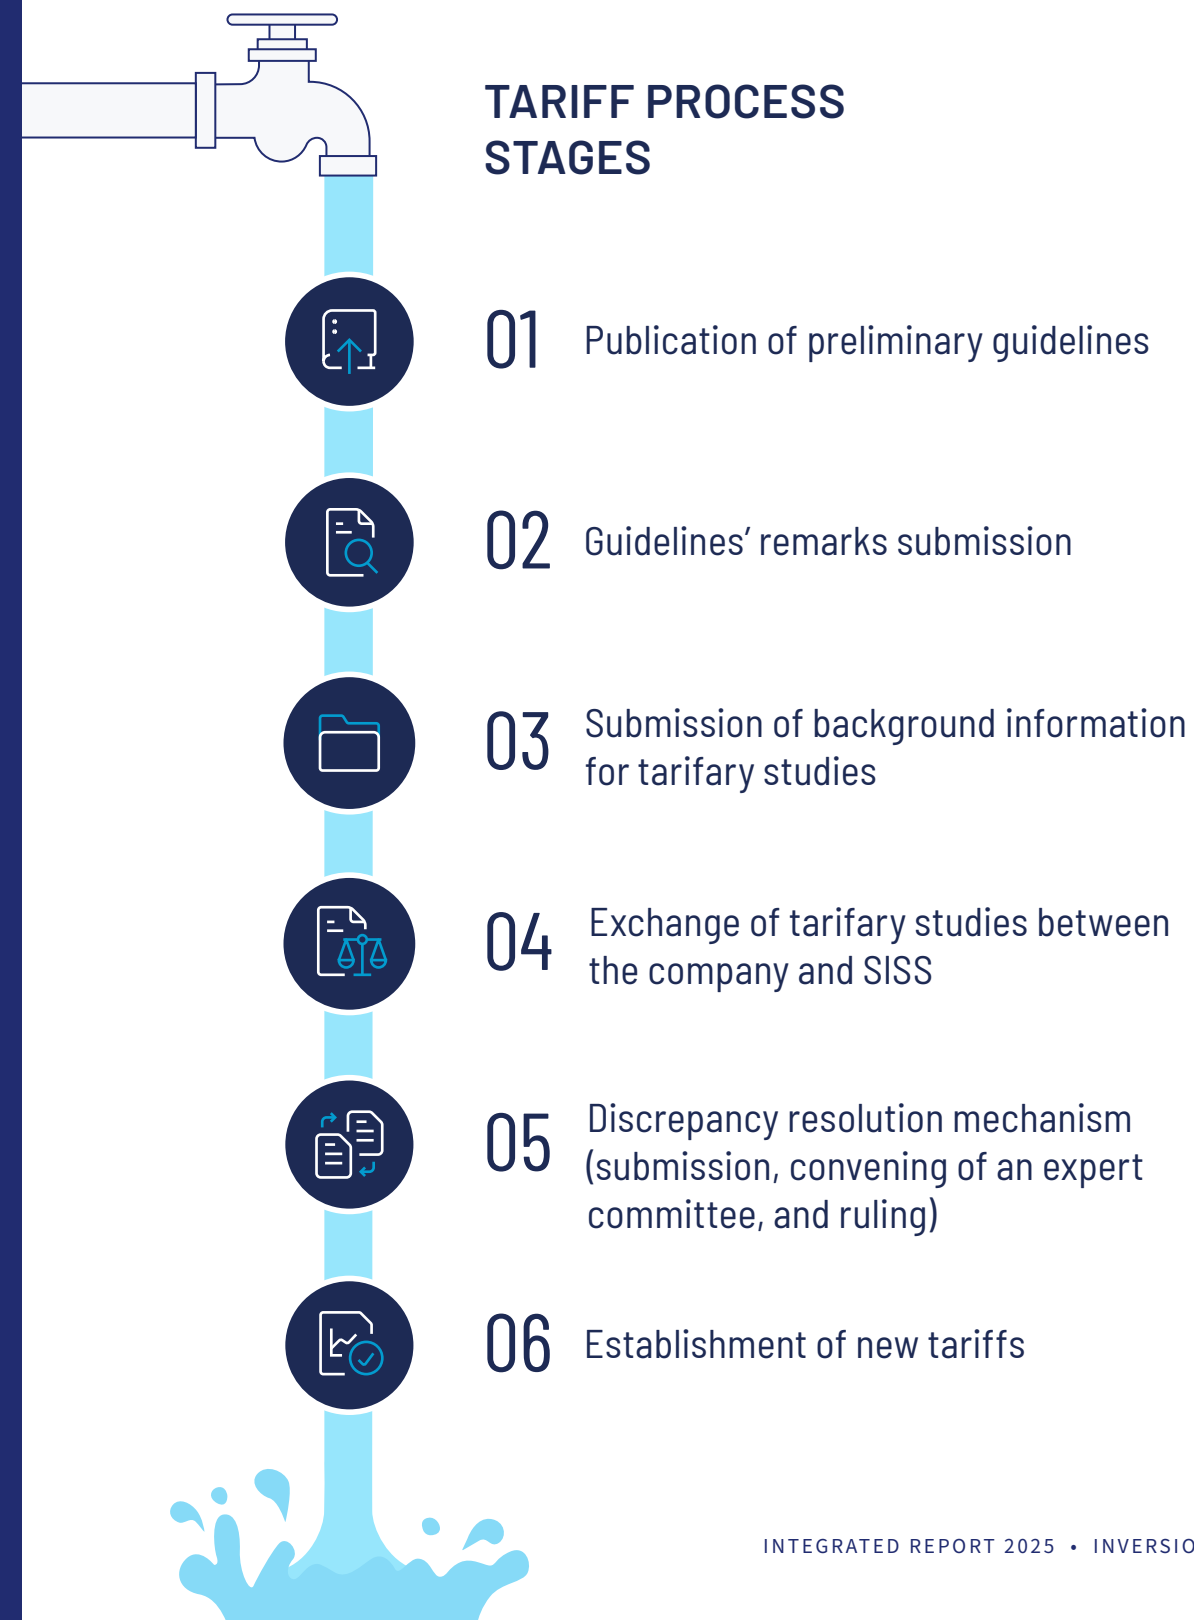 TARIFF PROCESS
STAGES
01 Publication of preliminary guidelines
02 Guidelines’ remarks submission
03 Submission of background information
for tarifary studies
04 Exchange of tarifary studies between
the company and SISS
05 Discrepancy resolution mechanism
(submission, convening of an expert
committee, and ruling)
06 Establishment of new tariffs
INTEGRATED REPORT 2025 •